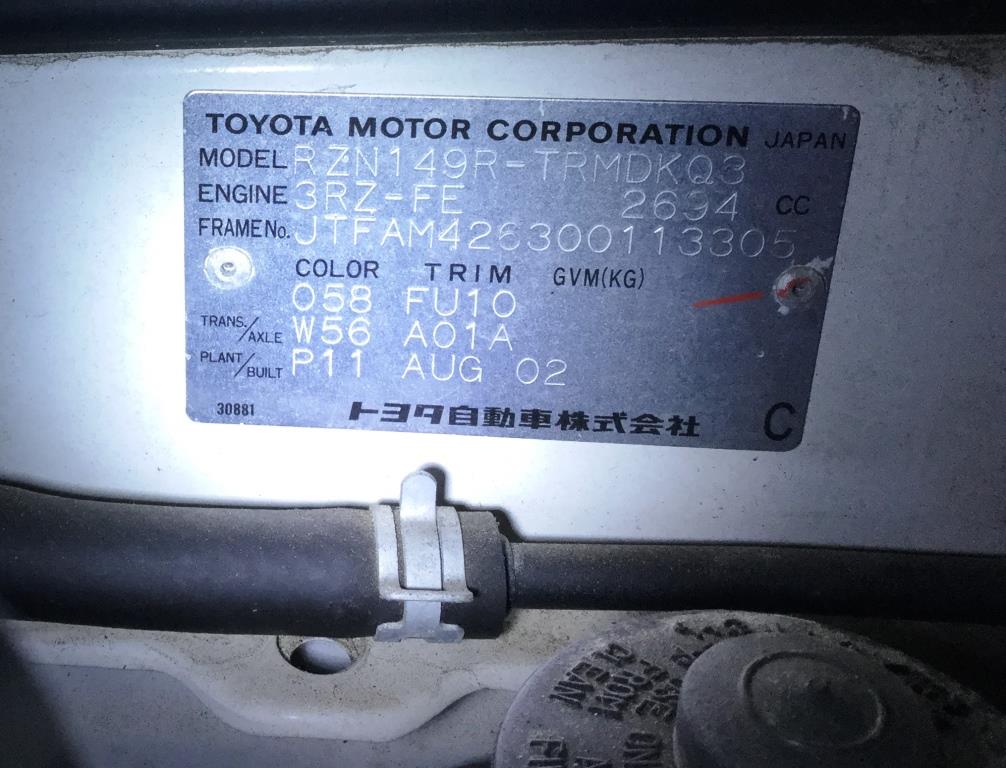 TOYOTA MOTOR CORPORATION JAPAN
MODEL RZN149R-TRMDKQ3
ENGINE 3RZ-FE 2694 CC
FRAME No. JTFAM426300113305
COLOR TRIM GVM(KG)
058 FU10
TRANS./AXLE W56 A01A
PLANT/BUILT P11 AUG 02
30881 トヨタ自動車株式会社 C
CLEAN
FROM